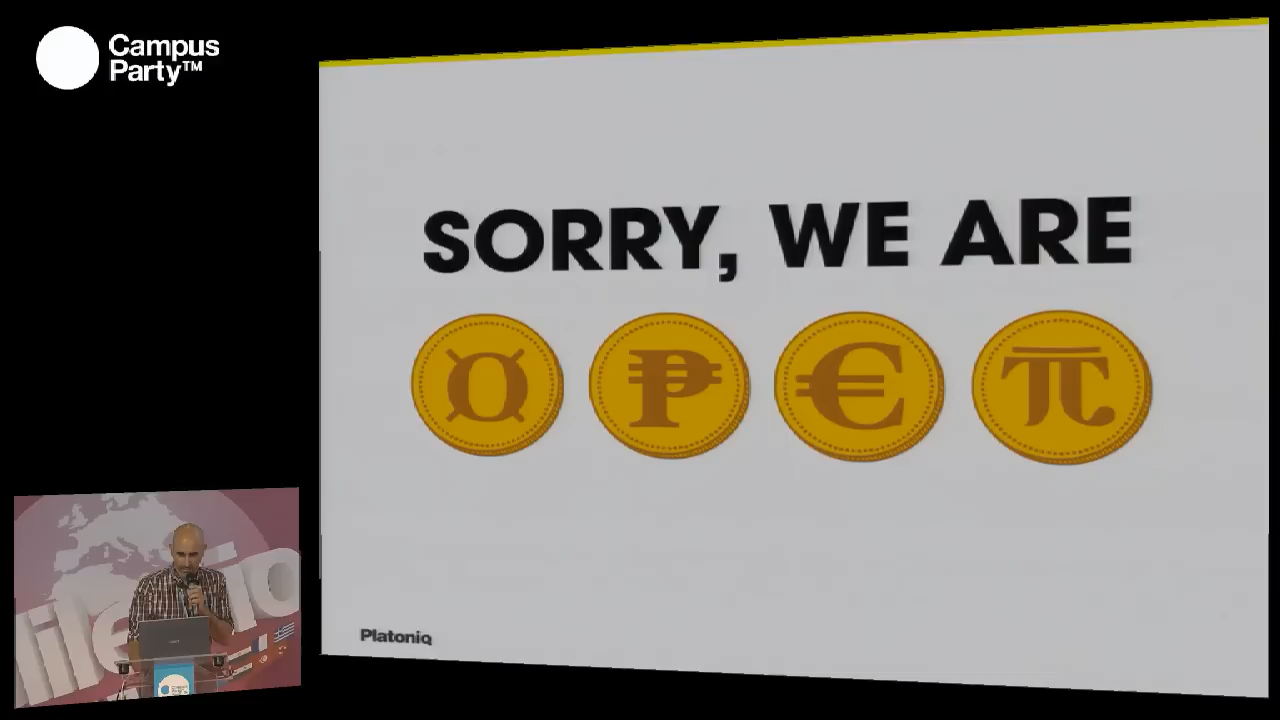 Campus
Party™
SORRY, WE ARE
¤ ₱ € ₮
Platoniq